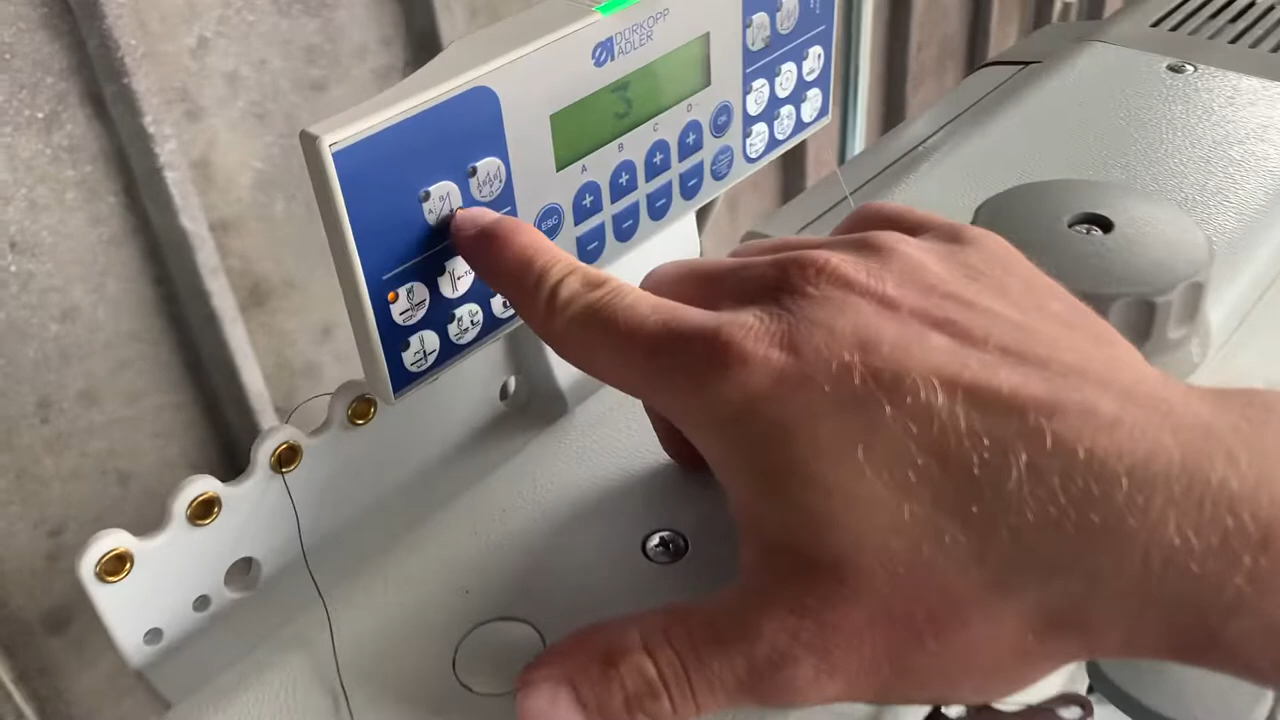 DÜRKOPP
ADLER
3
A B C D
+ + + +
− − − −
ESC
OK
A B